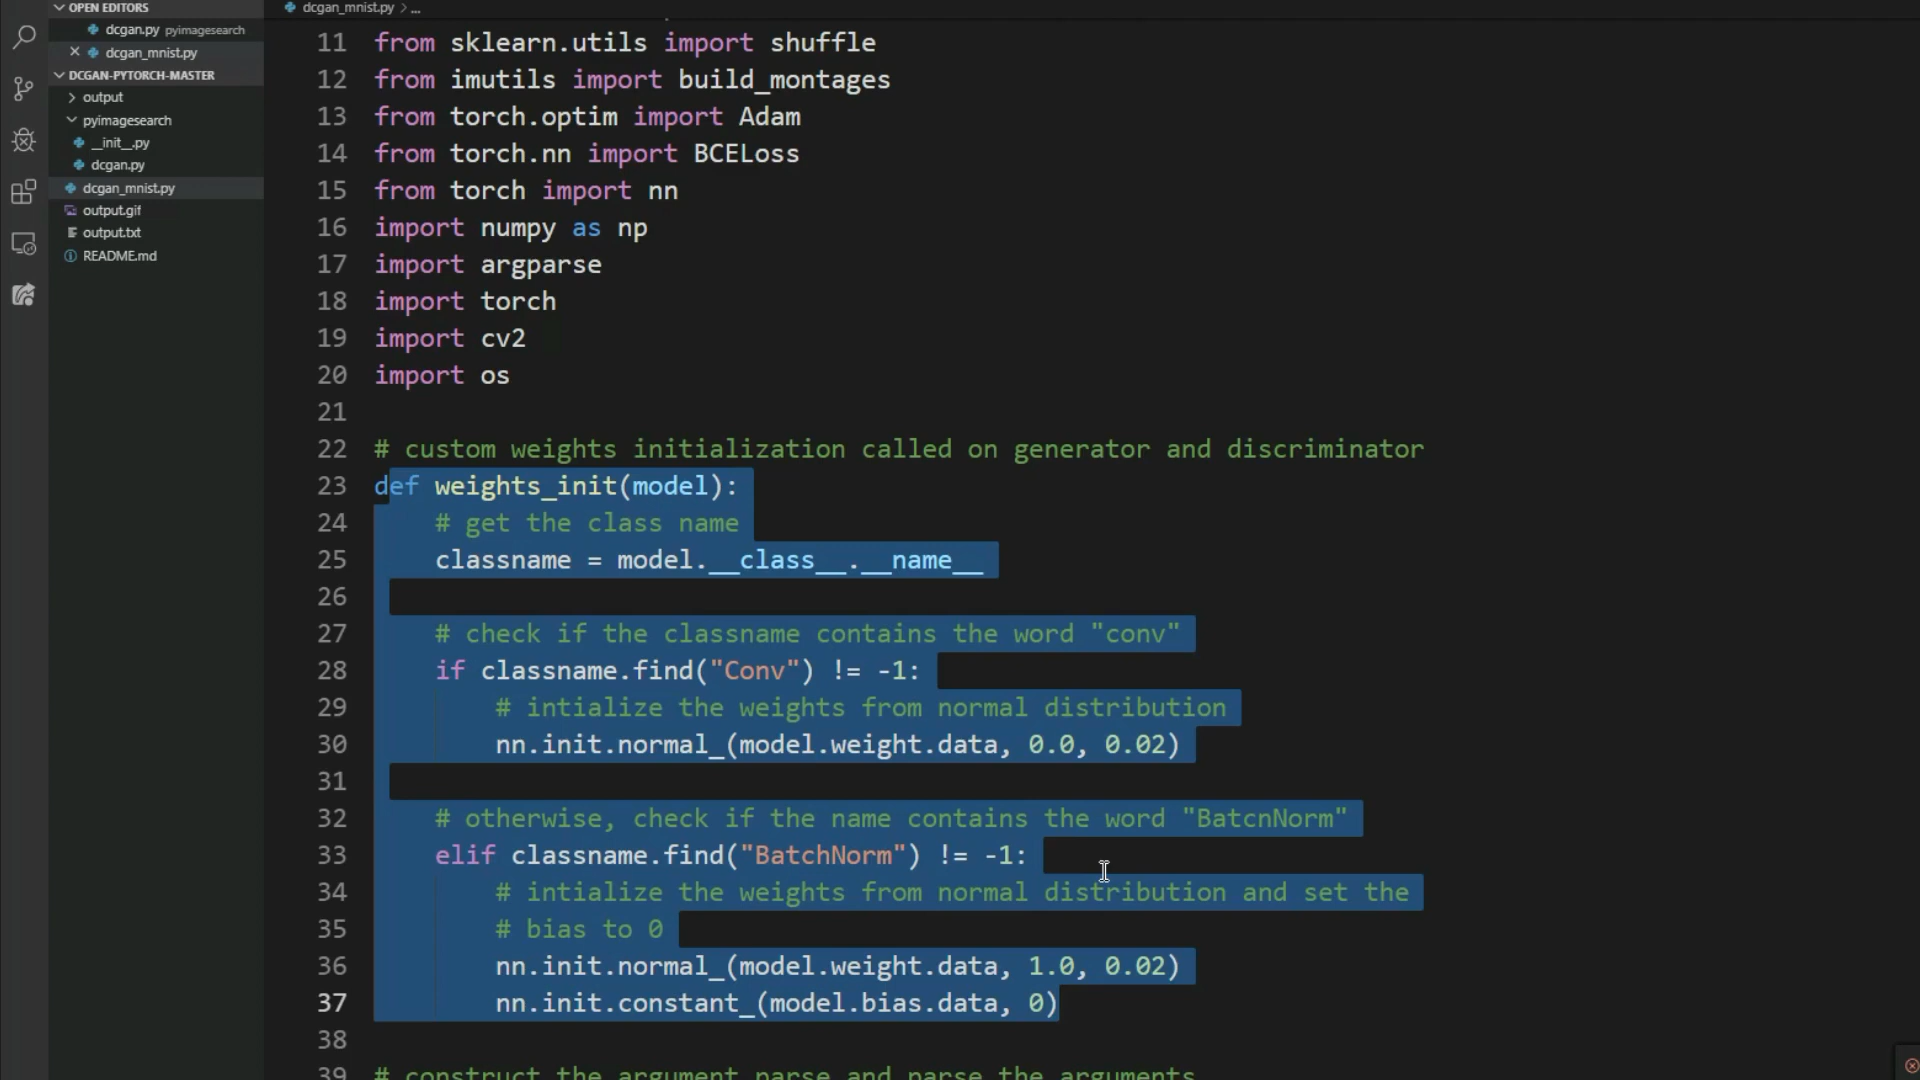 OPEN EDITORS
dcgan.py pyimagesearch
dcgan_mnist.py
DCGAN-PYTORCH-MASTER
output
pyimagesearch
__init__.py
dcgan.py
dcgan_mnist.py
output.gif
output.txt
README.md
dcgan_mnist.py > ...
11 from sklearn.utils import shuffle
12 from imutils import build_montages
13 from torch.optim import Adam
14 from torch.nn import BCELoss
15 from torch import nn
16 import numpy as np
17 import argparse
18 import torch
19 import cv2
20 import os
21
22 # custom weights initialization called on generator and discriminator
23 def weights_init(model):
24 # get the class name
25 classname = model.__class__.__name__
26
27 # check if the classname contains the word "conv"
28 if classname.find("Conv") != -1:
29 # intialize the weights from normal distribution
30 nn.init.normal_(model.weight.data, 0.0, 0.02)
31
32 # otherwise, check if the name contains the word "BatcnNorm"
33 elif classname.find("BatchNorm") != -1:
34 # intialize the weights from normal distribution and set the
35 # bias to 0
36 nn.init.normal_(model.weight.data, 1.0, 0.02)
37 nn.init.constant_(model.bias.data, 0)
38
39 # construct the argument parse and parse the arguments